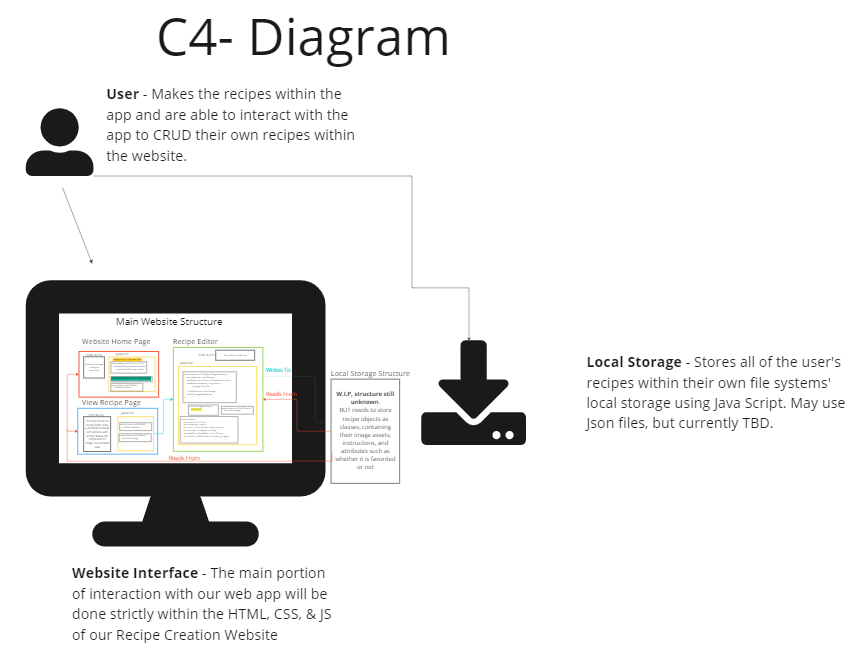 C4- Diagram
User - Makes the recipes within the
app and are able to interact with the
app to CRUD their own recipes within
the website.
Main Website Structure
Website Home Page
Recipe Editor
View Recipe Page
Writes To
Reads From
Reads From
Local Storage Structure
W.I.P, structure still
unknown.
BUT needs to store
recipe objects as
classes, containing
their image assets,
instructions, and
attributes such as
whether it is favorited
or not
Local Storage - Stores all of the user's
recipes within their own file systems'
local storage using Java Script. May use
Json files, but currently TBD.
Website Interface - The main portion
of interaction with our web app will be
done strictly within the HTML, CSS, & JS
of our Recipe Creation Website